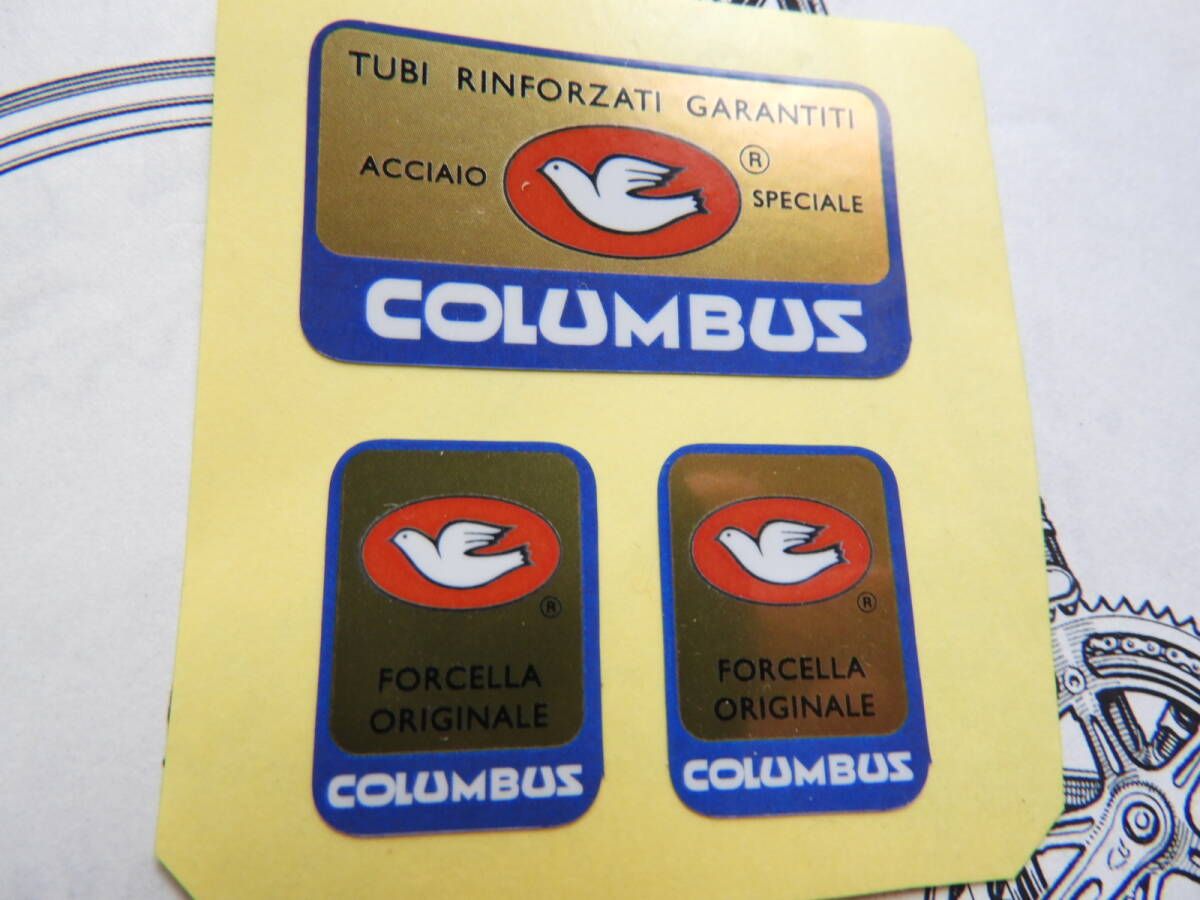 TUBI RINFORZATI GARANTITI
ACCIAIO ® SPECIALE
COLUMBUS
®
FORCELLA
ORIGINALE
COLUMBUS
®
FORCELLA
ORIGINALE
COLUMBUS